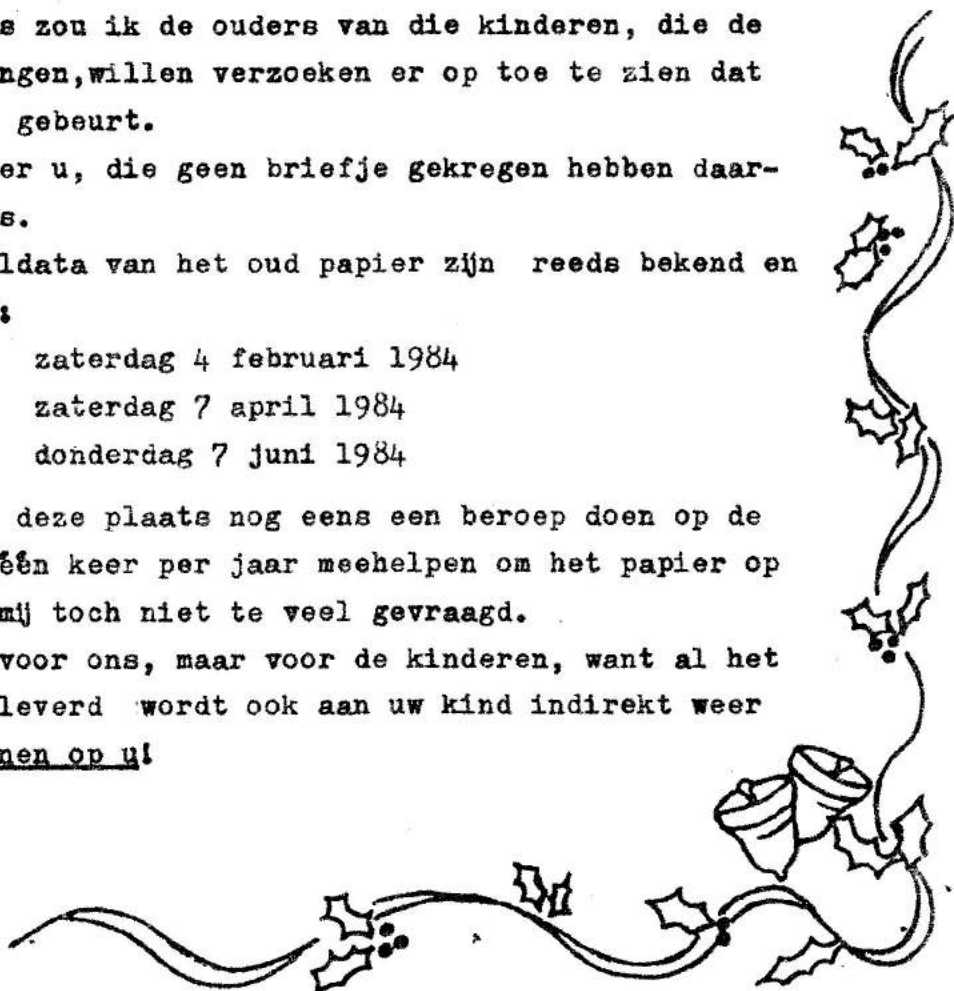 s zou ik de ouders van die kinderen, die de
ngen,willen verzoeken er op toe te zien dat
gebeurt.
er u, die geen briefje gekregen hebben daar-
s.
ldata van het oud papier zijn reeds bekend en
:
zaterdag 4 februari 1984
zaterdag 7 april 1984
donderdag 7 juni 1984
deze plaats nog eens een beroep doen op de
één keer per jaar meehelpen om het papier op
mij toch niet te veel gevraagd.
voor ons, maar voor de kinderen, want al het
leverd wordt ook aan uw kind indirekt weer
nen op u!